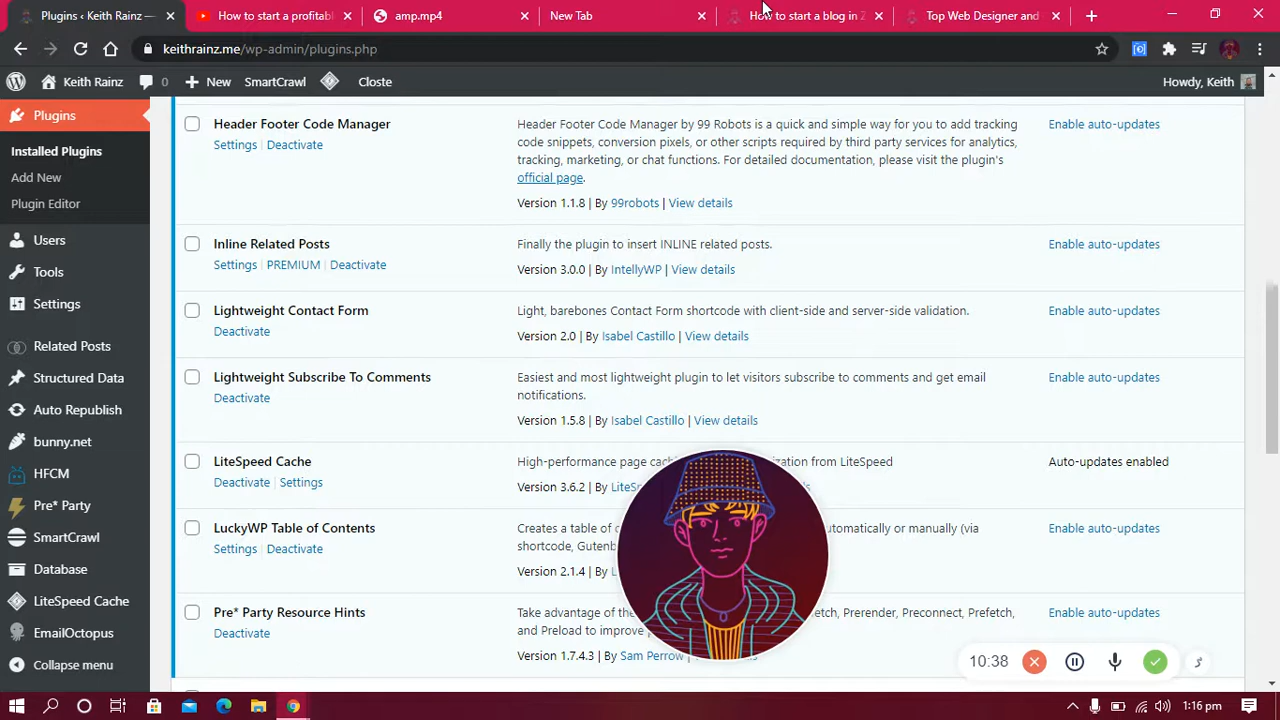 Plugins ‹ Keith Rainz
How to start a profitabl
amp.mp4
New Tab
How to start a blog in 2
Top Web Designer and
keithrainz.me/wp-admin/plugins.php
Keith Rainz
0
New
SmartCrawl
Closte
Howdy, Keith
Plugins
Installed Plugins
Add New
Plugin Editor
Users
Tools
Settings
Related Posts
Structured Data
Auto Republish
bunny.net
HFCM
Pre* Party
SmartCrawl
Database
LiteSpeed Cache
EmailOctopus
Collapse menu
Header Footer Code Manager
Settings | Deactivate
Header Footer Code Manager by 99 Robots is a quick and simple way for you to add tracking
code snippets, conversion pixels, or other scripts required by third party services for analytics,
tracking, marketing, or chat functions. For detailed documentation, please visit the plugin's
official page.
Version 1.1.8 | By 99robots | View details
Enable auto-updates
Inline Related Posts
Settings | PREMIUM | Deactivate
Finally the plugin to insert INLINE related posts.
Version 3.0.0 | By IntellyWP | View details
Enable auto-updates
Lightweight Contact Form
Deactivate
Light, barebones Contact Form shortcode with client-side and server-side validation.
Version 2.0 | By Isabel Castillo | View details
Enable auto-updates
Lightweight Subscribe To Comments
Deactivate
Easiest and most lightweight plugin to let visitors subscribe to comments and get email
notifications.
Version 1.5.8 | By Isabel Castillo | View details
Enable auto-updates
LiteSpeed Cache
Deactivate | Settings
High-performance page ization from LiteSpeed
Version 3.6.2 | By
Auto-updates enabled
LuckyWP Table of Contents
Settings | Deactivate
Creates a table of utomatically or manually (via
shortcode,
Version 2.1.4 |
Enable auto-updates
Pre* Party Resource Hints
Deactivate
Take advantage of the etch, Prerender, Preconnect, Prefetch,
and Preload to improve
Version 1.7.4.3 | By Sam Perrow
Enable auto-updates
10:38
1:16 pm